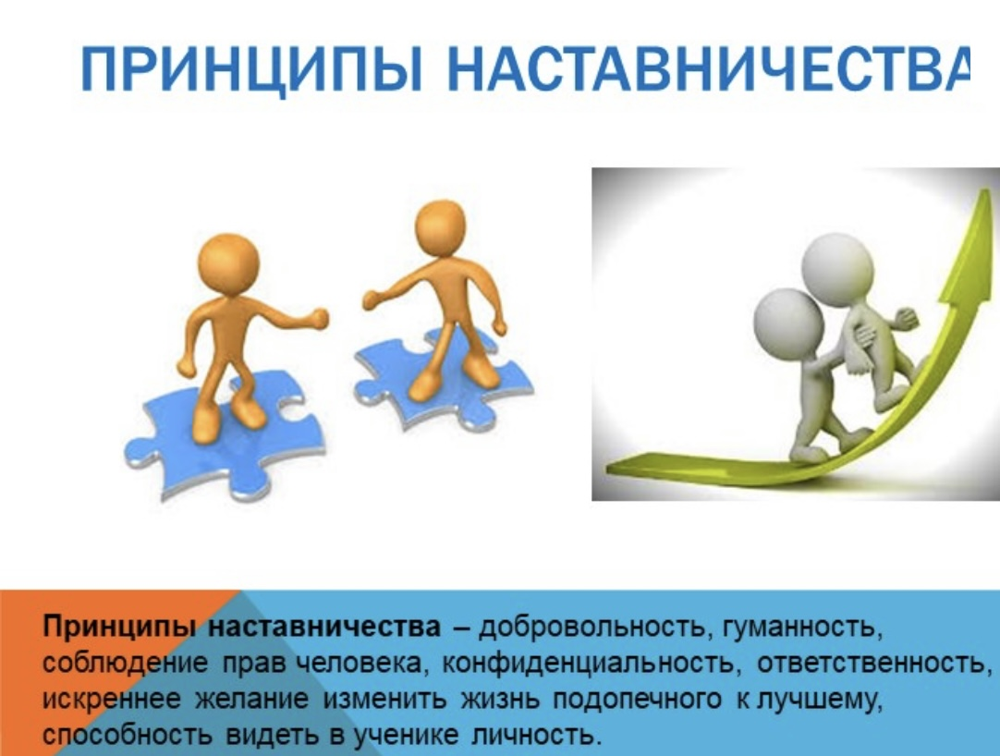 ПРИНЦИПЫ НАСТАВНИЧЕСТВА
Принципы наставничества – добровольность, гуманность,
соблюдение прав человека, конфиденциальность, ответственность,
искреннее желание изменить жизнь подопечного к лучшему,
способность видеть в ученике личность.